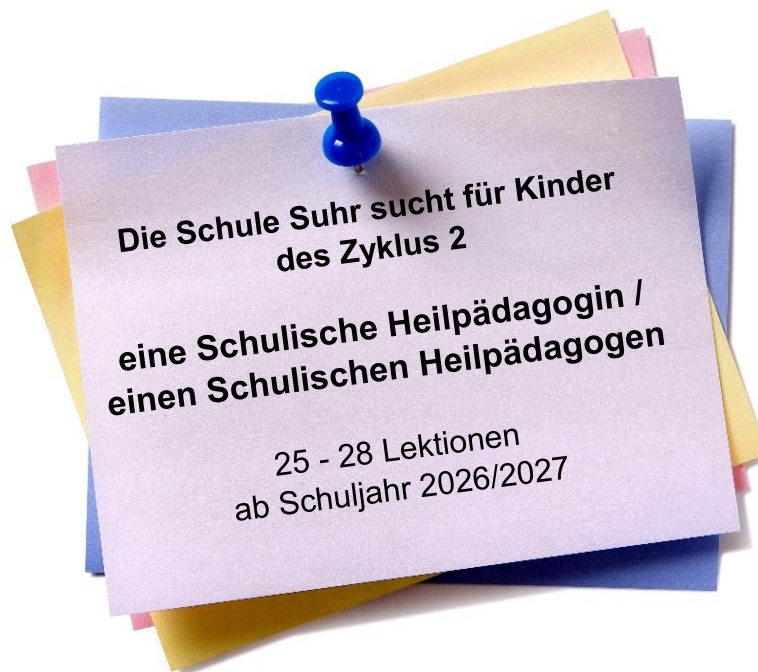 Die Schule Suhr sucht für Kinder
des Zyklus 2
eine Schulische Heilpädagogin /
einen Schulischen Heilpädagogen
25 - 28 Lektionen
ab Schuljahr 2026/2027